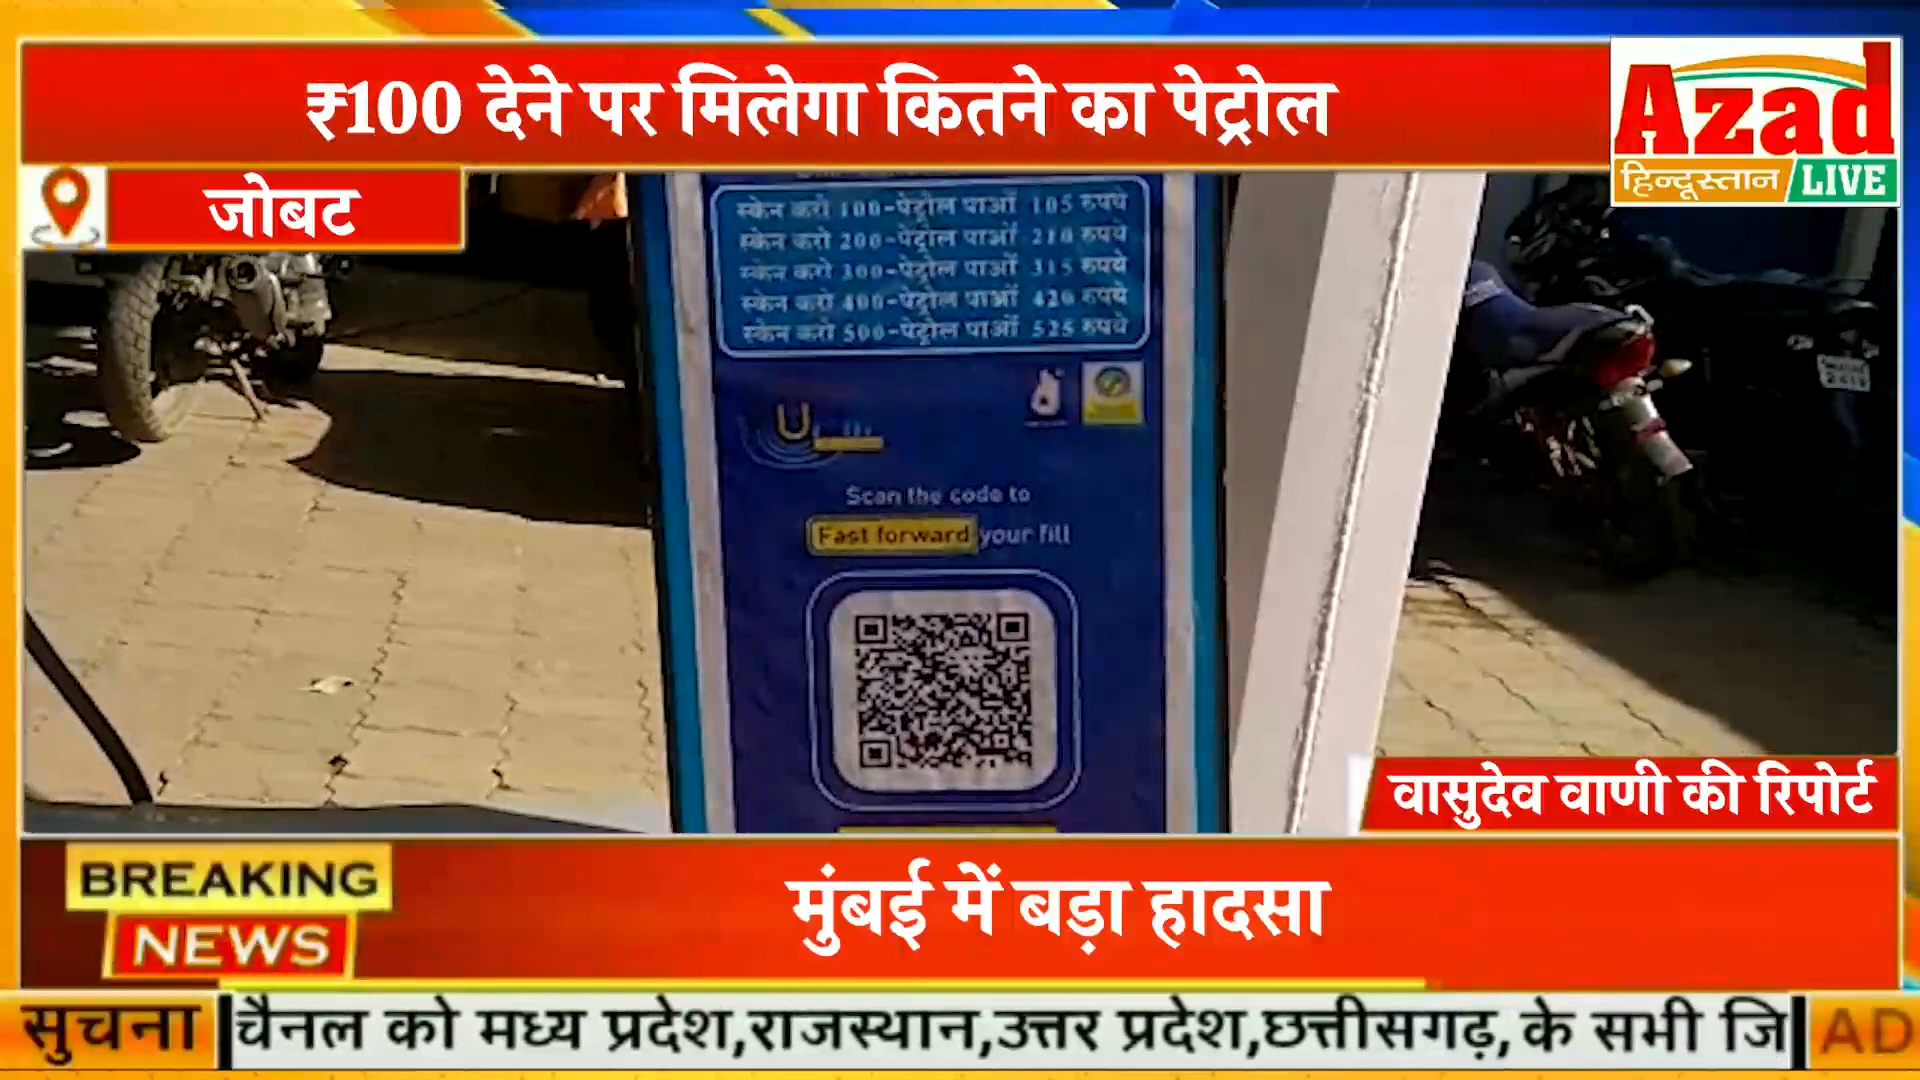 ₹100 देने पर मिलेगा कितने का पेट्रोल
Azad
हिन्दूस्तान LIVE
जोबट
स्केन करो 100-पेट्रोल पाओं 105 रुपये
स्केन करो 200-पेट्रोल पाओं 210 रुपये
स्केन करो 300-पेट्रोल पाओं 315 रुपये
स्केन करो 400-पेट्रोल पाओं 420 रुपये
स्केन करो 500-पेट्रोल पाओं 525 रुपये
Scan the code to
Fast forward your fill
वासुदेव वाणी की रिपोर्ट
BREAKING
NEWS
मुंबई में बड़ा हादसा
सुचना
चैनल को मध्य प्रदेश,राजस्थान,उत्तर प्रदेश,छत्तीसगढ़,के सभी जि
AD